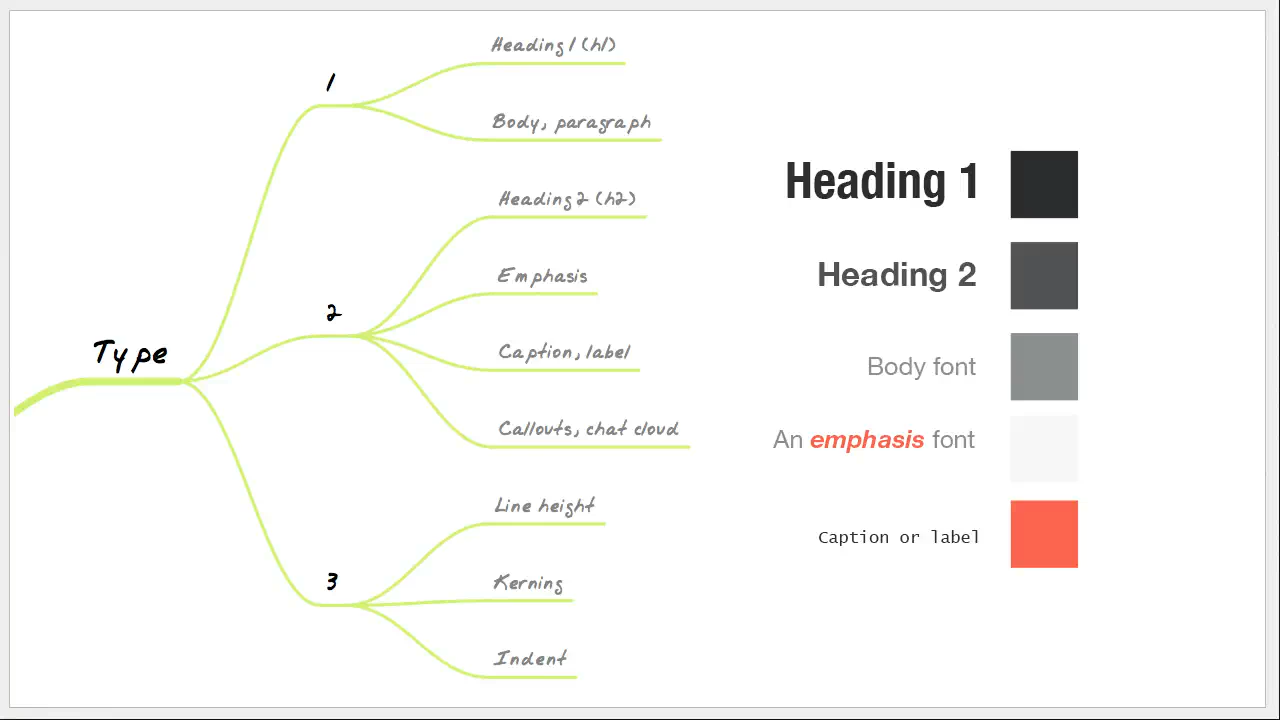 Type
1
Heading 1 (h1)
Body, paragraph
2
Heading 2 (h2)
Emphasis
Caption, label
Callouts, chat cloud
3
Line height
Kerning
Indent
Heading 1
Heading 2
Body font
An emphasis font
Caption or label